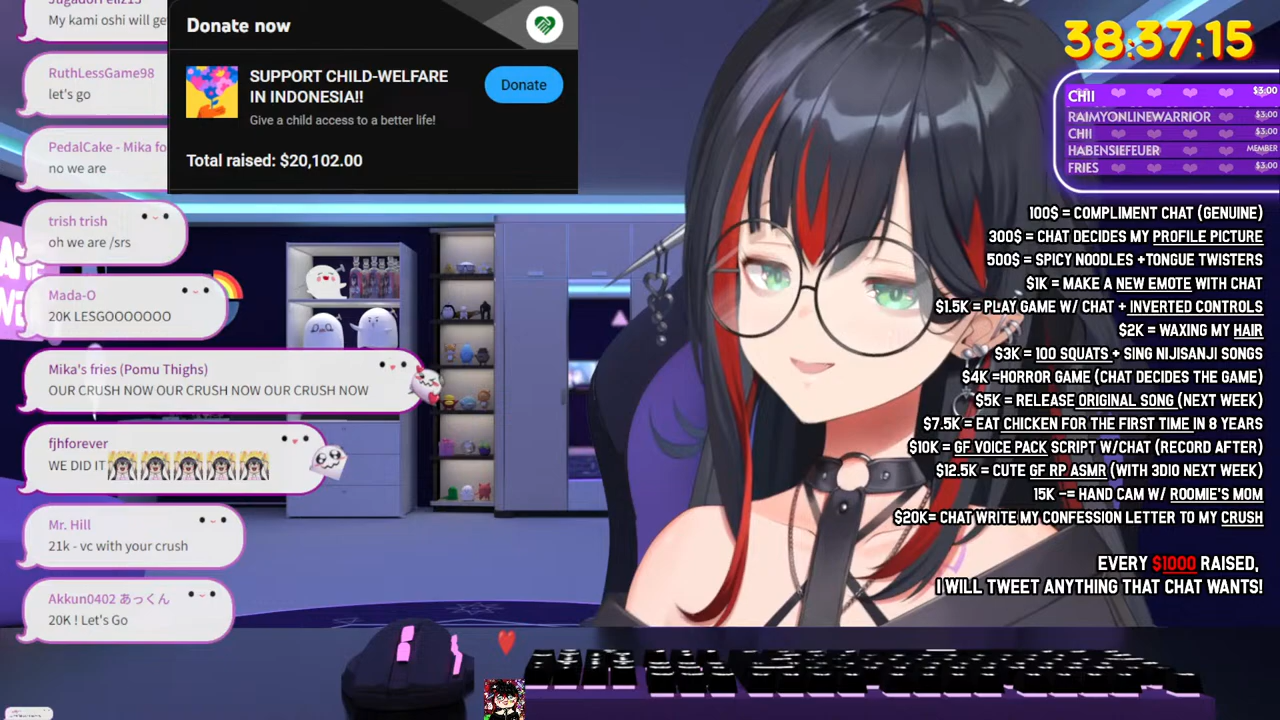 My kami oshi will ge
RuthLessGame98
let's go
PedalCake - Mika fo
no we are
trish trish
oh we are /srs
Mada-O
20K LESGOOOOOOO
Mika's fries (Pomu Thighs)
OUR CRUSH NOW OUR CRUSH NOW OUR CRUSH NOW
fjhforever
WE DID IT
Mr. Hill
21k - vc with your crush
Akkun0402 あっくん
20K ! Let's Go
Donate now
SUPPORT CHILD-WELFARE
IN INDONESIA!!
Give a child access to a better life!
Donate
Total raised: $20,102.00
38:37:15
CHII $3.00
RAIMYONLINEWARRIOR $3.00
CHII $3.00
HABENSIEFEUER MEMBER
FRIES $3.00
100$ = COMPLIMENT CHAT (GENUINE)
300$ = CHAT DECIDES MY PROFILE PICTURE
500$ = SPICY NOODLES +TONGUE TWISTERS
$1K = MAKE A NEW EMOTE WITH CHAT
$1.5K = PLAY GAME W/ CHAT + INVERTED CONTROLS
$2K = WAXING MY HAIR
$3K = 100 SQUATS + SING NIJISANJI SONGS
$4K =HORROR GAME (CHAT DECIDES THE GAME)
$5K = RELEASE ORIGINAL SONG (NEXT WEEK)
$7.5K = EAT CHICKEN FOR THE FIRST TIME IN 8 YEARS
$10K = GF VOICE PACK SCRIPT W/CHAT (RECORD AFTER)
$12.5K = CUTE GF RP ASMR (WITH 3DIO NEXT WEEK)
15K -= HAND CAM W/ ROOMIE'S MOM
$20K= CHAT WRITE MY CONFESSION LETTER TO MY CRUSH
EVERY $1000 RAISED,
I WILL TWEET ANYTHING THAT CHAT WANTS!